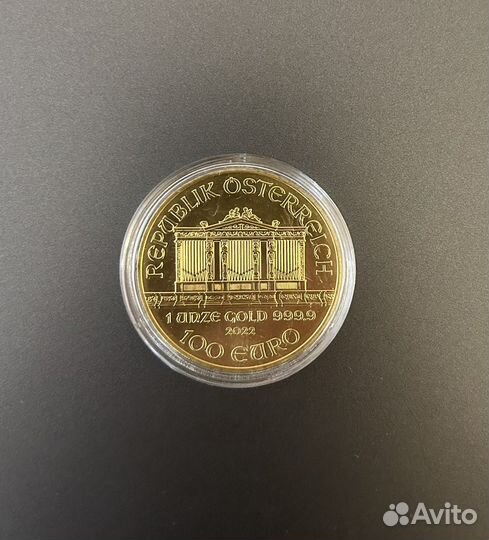 REPUBLIK ÖSTERREICH
1 UNZE GOLD 999.9
2022
100 EURO
Avito